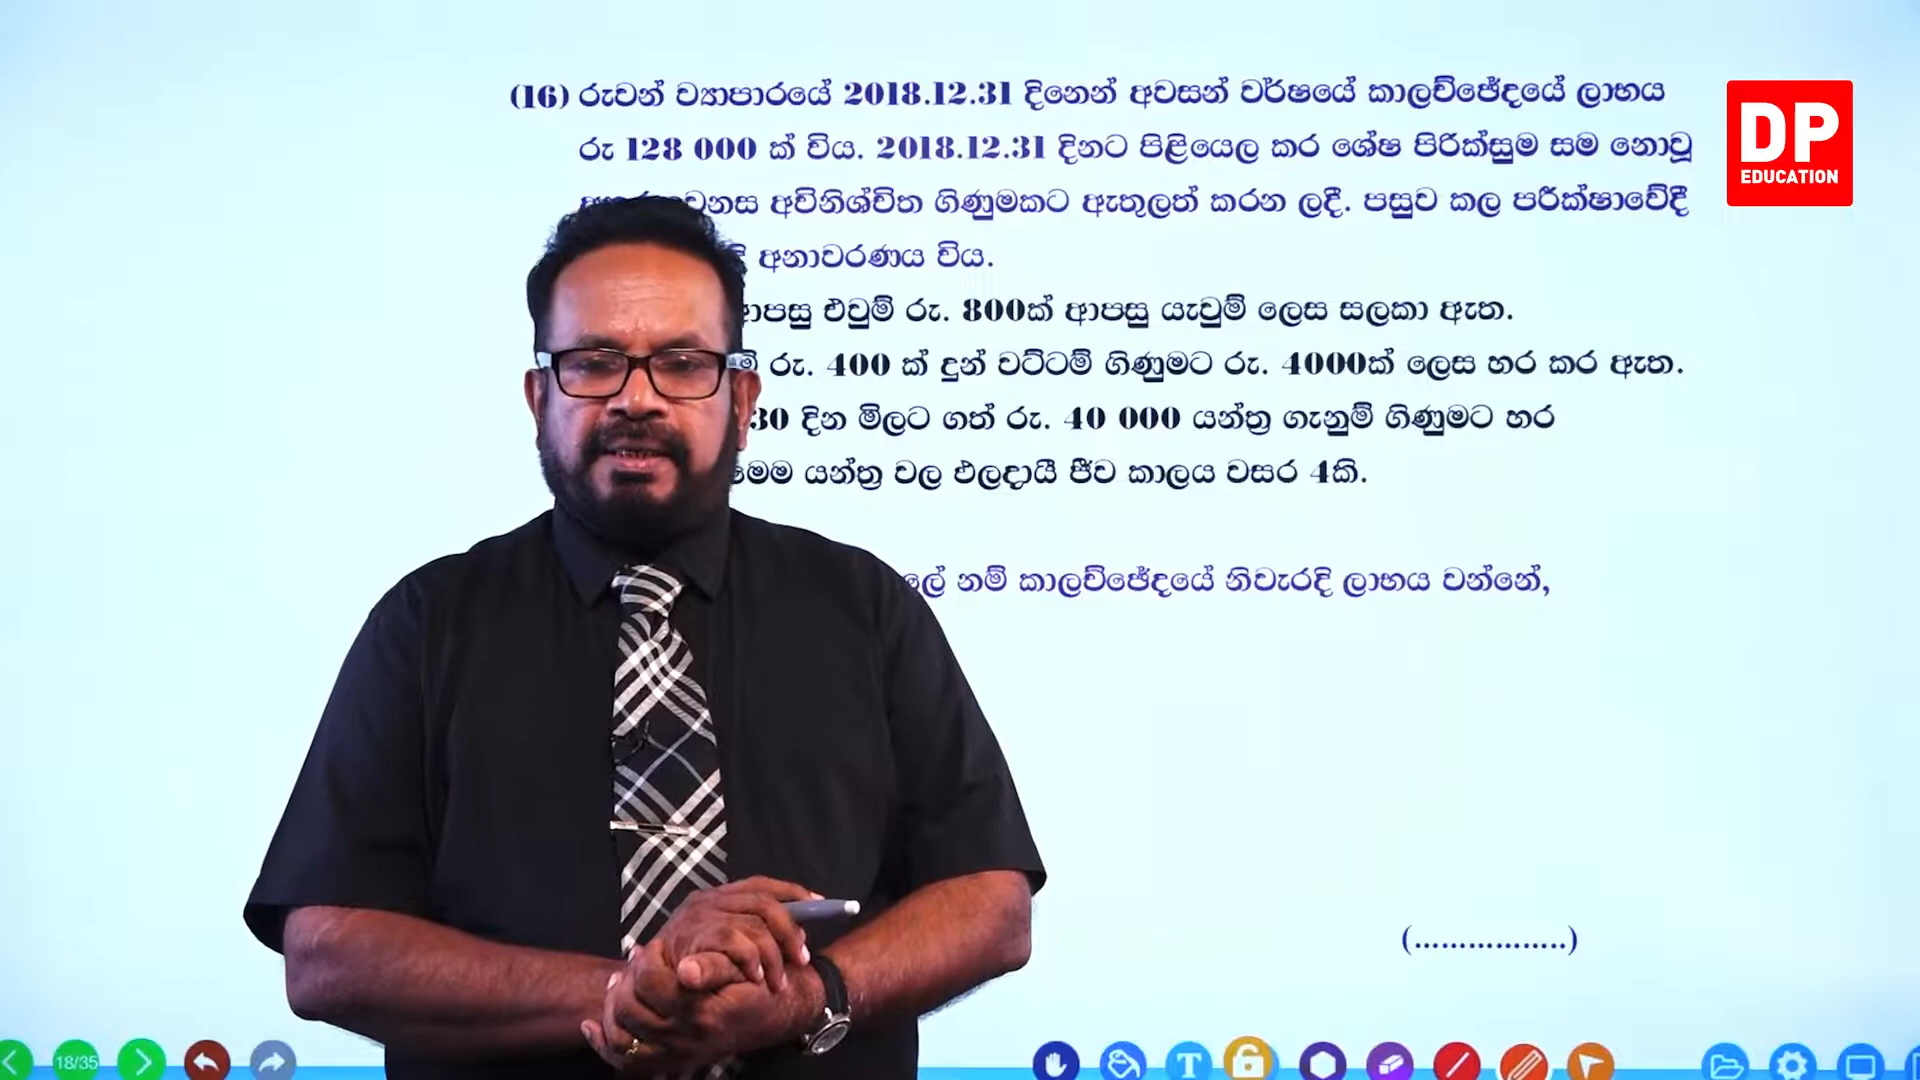 (16) රුවන් ව්‍යාපාරයේ 2018.12.31 දිනෙන් අවසන් වර්ෂයේ කාලච්ඡේදයේ ලාභය
රු 128 000 ක් විය. 2018.12.31 දිනට පිළියෙල කර ශේෂ පිරික්සුම සම නොවූ
අවිනිශ්චිත ගිණුමකට ඇතුලත් කරන ලදී. පසුව කල පරීක්ෂාවේදී
අනාවරණය විය.
ආපසු එවුම් රු. 800ක් ආපසු යැවුම් ලෙස සලකා ඇත.
රු. 400 ක් දුන් වට්ටම් ගිණුමට රු. 4000ක් ලෙස හර කර ඇත.
30 දින මිලට ගත් රු. 40 000 යන්ත්‍ර ගැනුම් ගිණුමට හර
යන්ත්‍ර වල ඵලදායී ජීව කාලය වසර 4කි.
නම් කාලච්ඡේදයේ නිවැරදි ලාභය වන්නේ,
(.................)
DP
EDUCATION
18/35
T